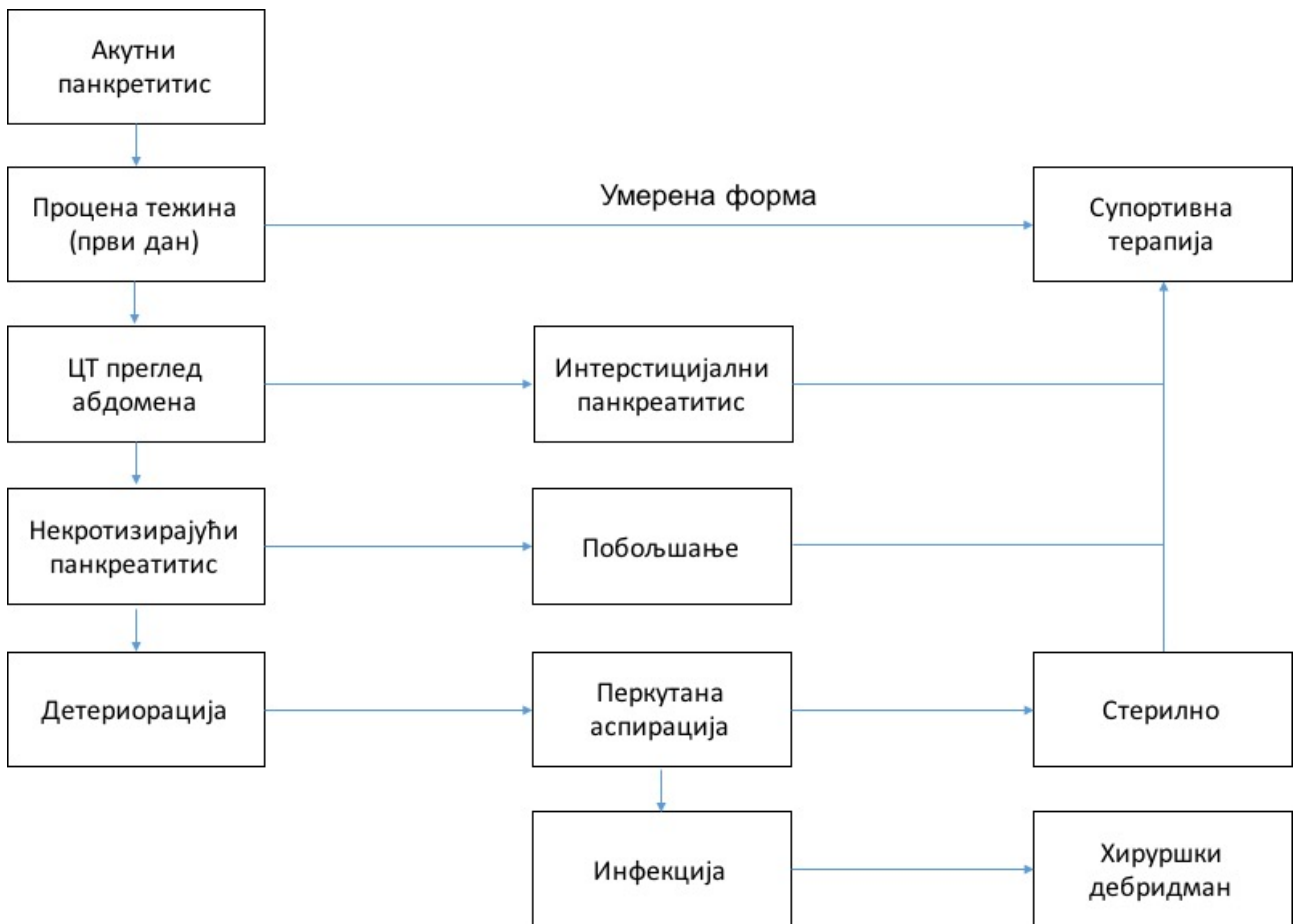 Акутни
панкретитис
Процена тежина
(први дан)
Умерена форма
Супортивна
терапија
ЦТ преглед
абдомена
Интерстицијални
панкреатитис
Некротизирајући
панкреатитис
Побољшање
Детериорација
Перкутана
аспирација
Стерилно
Инфекција
Хируршки
дебридман